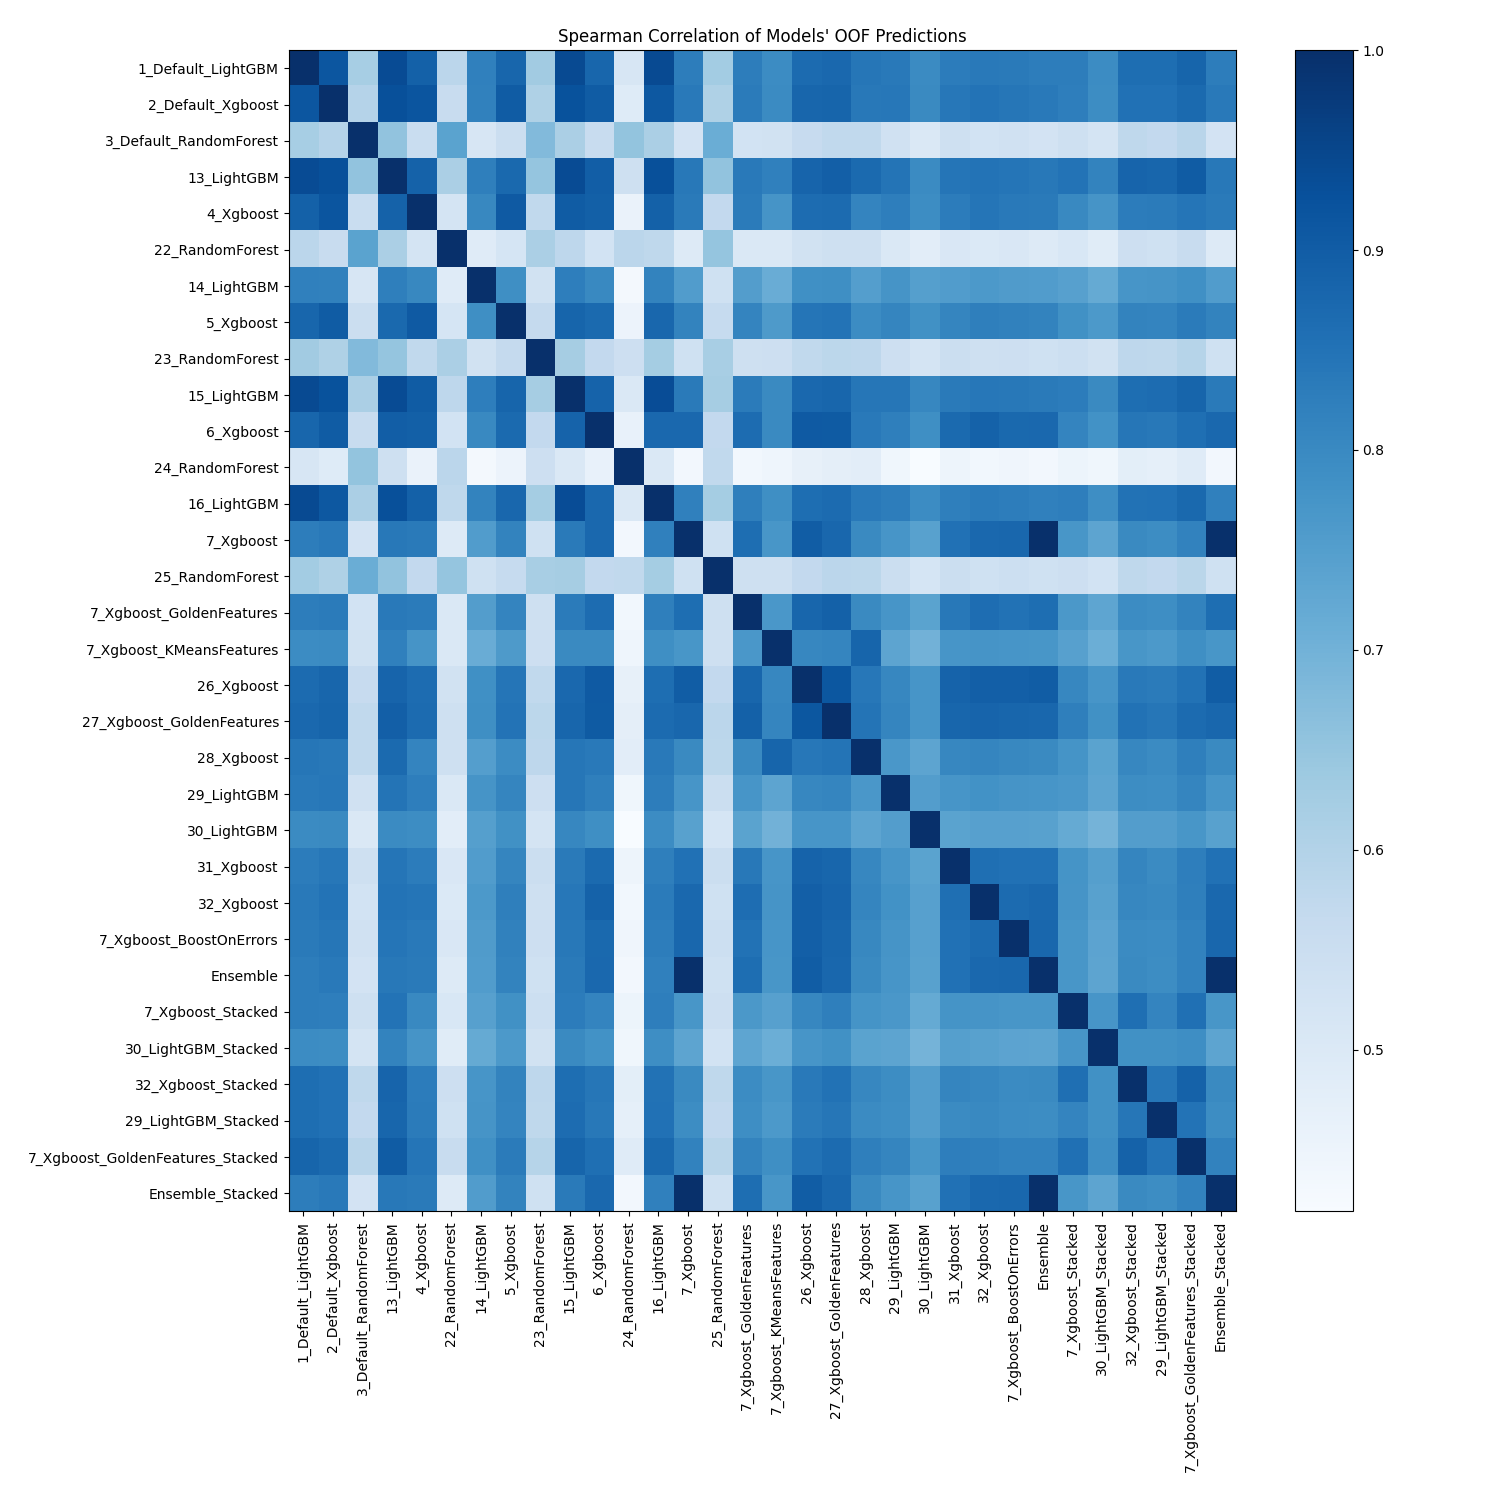 Spearman Correlation of Models' OOF Predictions
1_Default_LightGBM
2_Default_Xgboost
3_Default_RandomForest
13_LightGBM
4_Xgboost
22_RandomForest
14_LightGBM
5_Xgboost
23_RandomForest
15_LightGBM
6_Xgboost
24_RandomForest
16_LightGBM
7_Xgboost
25_RandomForest
7_Xgboost_GoldenFeatures
7_Xgboost_KMeansFeatures
26_Xgboost
27_Xgboost_GoldenFeatures
28_Xgboost
29_LightGBM
30_LightGBM
31_Xgboost
32_Xgboost
7_Xgboost_BoostOnErrors
Ensemble
7_Xgboost_Stacked
30_LightGBM_Stacked
32_Xgboost_Stacked
29_LightGBM_Stacked
7_Xgboost_GoldenFeatures_Stacked
Ensemble_Stacked
1_Default_LightGBM
2_Default_Xgboost
3_Default_RandomForest
13_LightGBM
4_Xgboost
22_RandomForest
14_LightGBM
5_Xgboost
23_RandomForest
15_LightGBM
6_Xgboost
24_RandomForest
16_LightGBM
7_Xgboost
25_RandomForest
7_Xgboost_GoldenFeatures
7_Xgboost_KMeansFeatures
26_Xgboost
27_Xgboost_GoldenFeatures
28_Xgboost
29_LightGBM
30_LightGBM
31_Xgboost
32_Xgboost
7_Xgboost_BoostOnErrors
Ensemble
7_Xgboost_Stacked
30_LightGBM_Stacked
32_Xgboost_Stacked
29_LightGBM_Stacked
7_Xgboost_GoldenFeatures_Stacked
Ensemble_Stacked
1.0
0.9
0.8
0.7
0.6
0.5